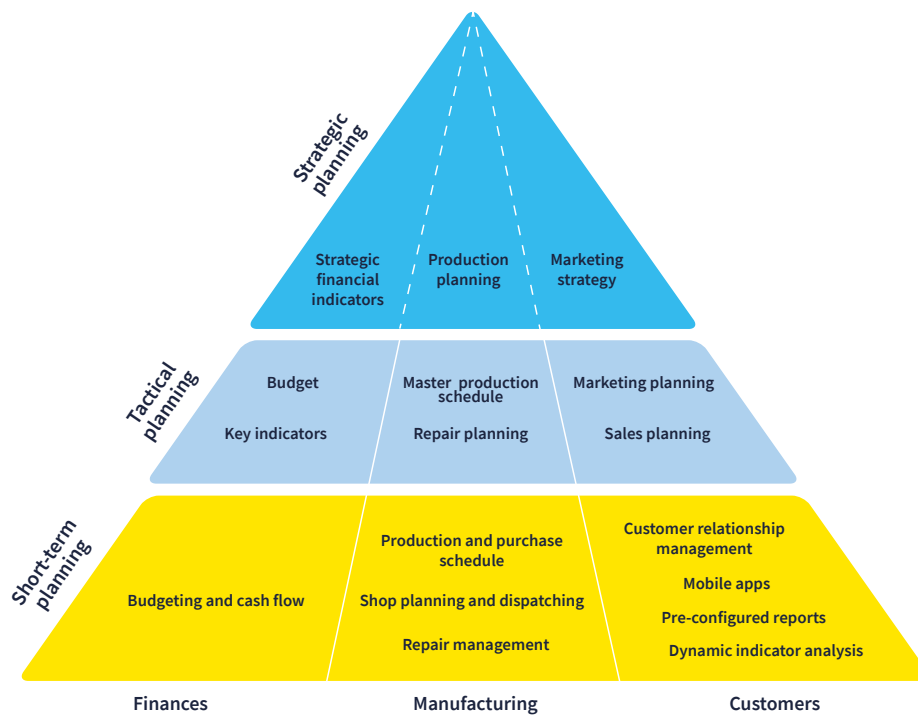 Strategic
planning
Strategic
financial
indicators
Production
planning
Marketing
strategy
Tactical
planning
Budget
Key indicators
Master production
schedule
Repair planning
Marketing planning
Sales planning
Short-term
planning
Budgeting and cash flow
Production and purchase
schedule
Shop planning and dispatching
Repair management
Customer relationship
management
Mobile apps
Pre-configured reports
Dynamic indicator analysis
Finances
Manufacturing
Customers